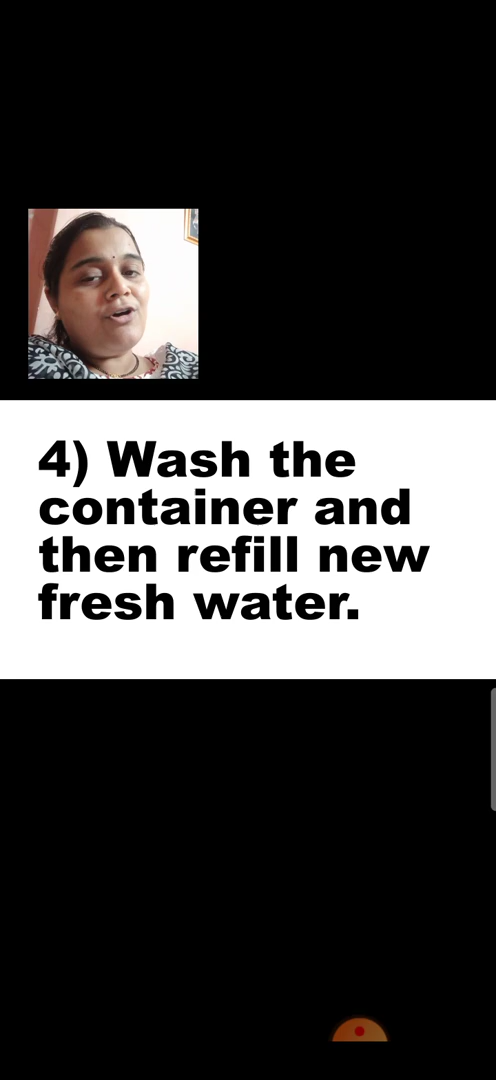 4) Wash the
container and
then refill new
fresh water.